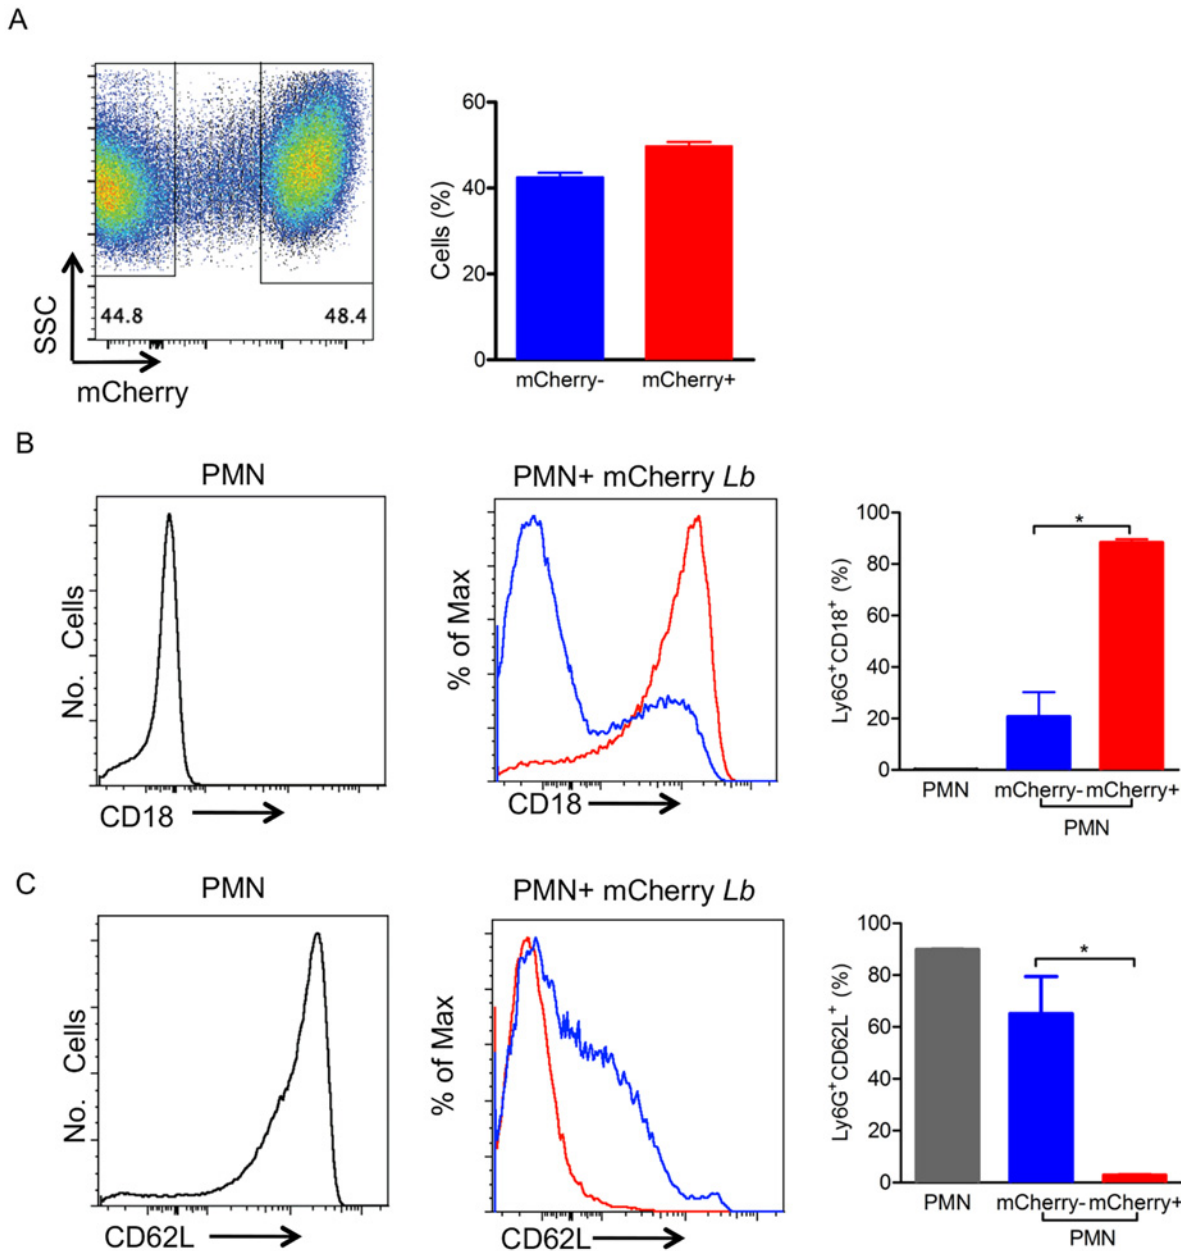 A
SSC
44.8
48.4
mCherry
Cells (%)
60
40
20
0
mCherry-
mCherry+
B
PMN
No. Cells
CD18
PMN+ mCherry Lb
% of Max
CD18
Ly6G+CD18+ (%)
100
80
60
40
20
0
*
PMN
mCherry- mCherry+
PMN
C
PMN
No. Cells
CD62L
PMN+ mCherry Lb
% of Max
CD62L
Ly6G+CD62L+ (%)
100
80
60
40
20
0
*
PMN
mCherry- mCherry+
PMN